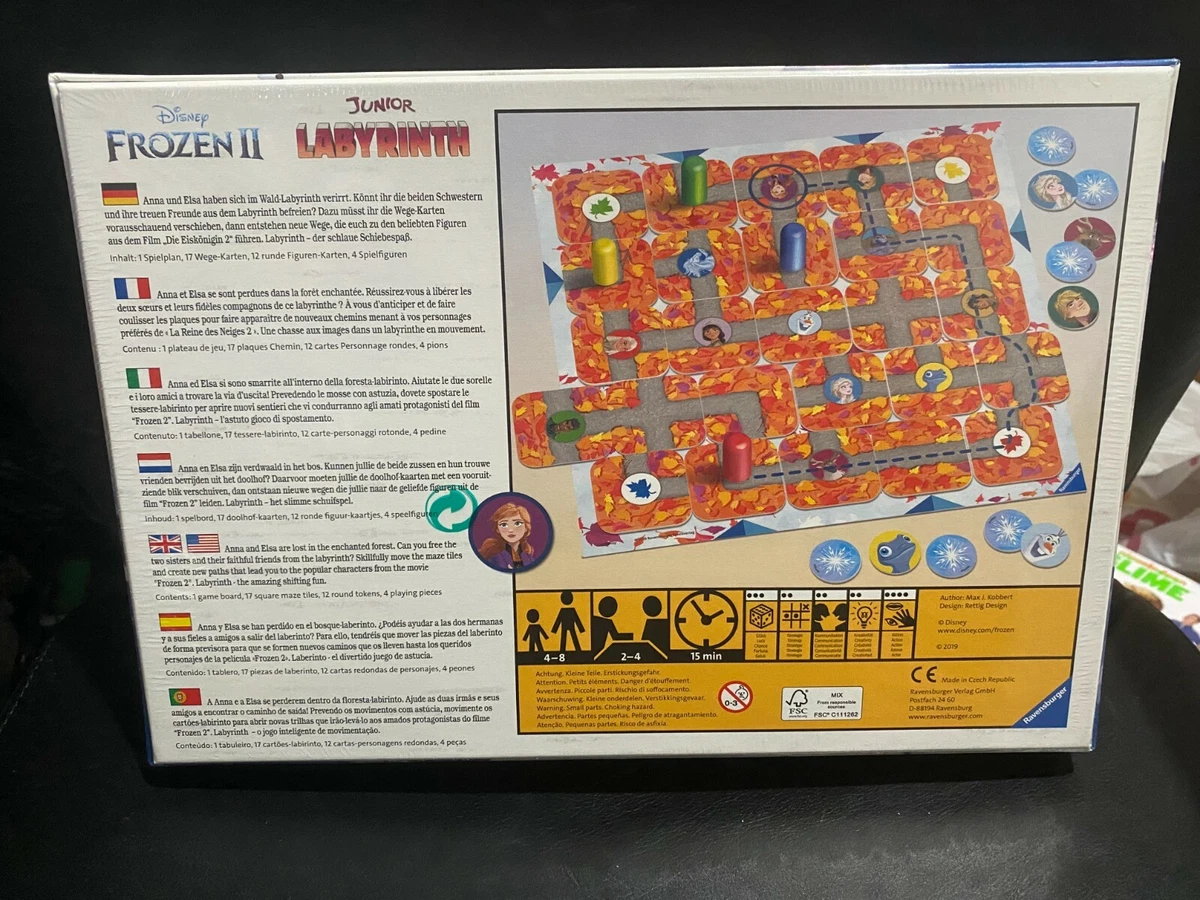 Disney
FROZEN II
JUNIOR
LABYRINTH
Anna und Elsa haben sich im Wald-Labyrinth verirrt. Könnt ihr die beiden Schwestern
und ihre treuen Freunde aus dem Labyrinth befreien? Dazu müsst ihr die Wege-Karten
vorausschauend verschieben, dann entstehen neue Wege, die euch zu den beliebten Figuren
aus dem Film „Die Eiskönigin 2" führen. Labyrinth – der schlaue Schiebespaß.
Inhalt: 1 Spielplan, 17 Wege-Karten, 12 runde Figuren-Karten, 4 Spielfiguren
Anna et Elsa se sont perdues dans la forêt enchantée. Réussirez-vous à libérer les
deux sœurs et leurs fidèles compagnons de ce labyrinthe ? À vous d'anticiper et de faire
coulisser les plaques pour faire apparaître de nouveaux chemins menant à vos personnages
préférés de « La Reine des Neiges 2 ». Une chasse aux images dans un labyrinthe en mouvement.
Contenu : 1 plateau de jeu, 17 plaques Chemin, 12 cartes Personnage rondes, 4 pions
Anna ed Elsa si sono smarrite all'interno della foresta-labirinto. Aiutate le due sorelle
e i loro amici a trovare la via d'uscita! Prevedendo le mosse con astuzia, dovete spostare le
tessere-labirinto per aprire nuovi sentieri che vi condurranno agli amati protagonisti del film
"Frozen 2". Labyrinth – l'astuto gioco di spostamento.
Contenuto: 1 tabellone, 17 tessere-labirinto, 12 carte-personaggi rotonde, 4 pedine
Anna en Elsa zijn verdwaald in het bos. Kunnen jullie de beide zussen en hun trouwe
vrienden bevrijden uit het doolhof? Daarvoor moeten jullie de doolhof-kaarten met een vooruit-
ziende blik verschuiven, dan ontstaan nieuwe wegen die jullie naar de geliefde figuren uit de
film "Frozen 2" leiden. Labyrinth – het slimme schuifspel.
Inhoud: 1 spelbord, 17 doolhof-kaarten, 12 ronde figuur-kaartjes, 4 speelfiguren
Anna and Elsa are lost in the enchanted forest. Can you free the
two sisters and their faithful friends from the labyrinth? Skillfully move the maze tiles
and create new paths that lead you to the popular characters from the movie
"Frozen 2". Labyrinth - the amazing shifting fun.
Contents: 1 game board, 17 square maze tiles, 12 round tokens, 4 playing pieces
Anna y Elsa se han perdido en el bosque-laberinto. ¿Podéis ayudar a las dos hermanas
y a sus fieles a amigos a salir del laberinto? Para ello, tendréis que mover las piezas del laberinto
de forma previsora para que se formen nuevos caminos que os lleven hasta los queridos
personajes de la película «Frozen 2». Laberinto - el divertido juego de astucia.
Contenido: 1 tablero, 17 piezas de laberinto, 12 cartas redondas de personajes, 4 peones
A Anna e a Elsa se perderem dentro da floresta-labirinto. Ajude as duas irmãs e seus
amigos a encontrar o caminho de saída! Prevendo os movimentos com astúcia, movimente os
cartões-labirinto para abrir novas trilhas que irão-levá-lo aos amados protagonistas do filme
"Frozen 2". Labyrinth – o jogo inteligente de movimentação.
Conteúdo: 1 tabuleiro, 17 cartões-labirinto, 12 cartas-personagens redondas, 4 peças
Ravensburger
4–8
2–4
15 min
Author: Max J. Kobbert
Design: Rettig Design
© Disney
www.disney.com/frozen
© 2019
Achtung. Kleine Teile. Erstickungsgefahr.
Attention. Petits éléments. Danger d'étouffement.
Avvertenza. Piccole parti. Rischio di soffocamento.
Waarschuwing. Kleine onderdelen. Verstikkingsgevaar.
Warning. Small parts. Choking hazard.
Advertencia. Partes pequeñas. Peligro de atragantamiento.
Atenção. Pequenas partes. Risco de asfixia.
0-3
FSC
www.fsc.org
MIX
From responsible
sources
FSC® C111262
CE Made in Czech Republic
Ravensburger Verlag GmbH
Postfach 24 60
D-88194 Ravensburg
www.ravensburger.com
Ravensburger
LIME